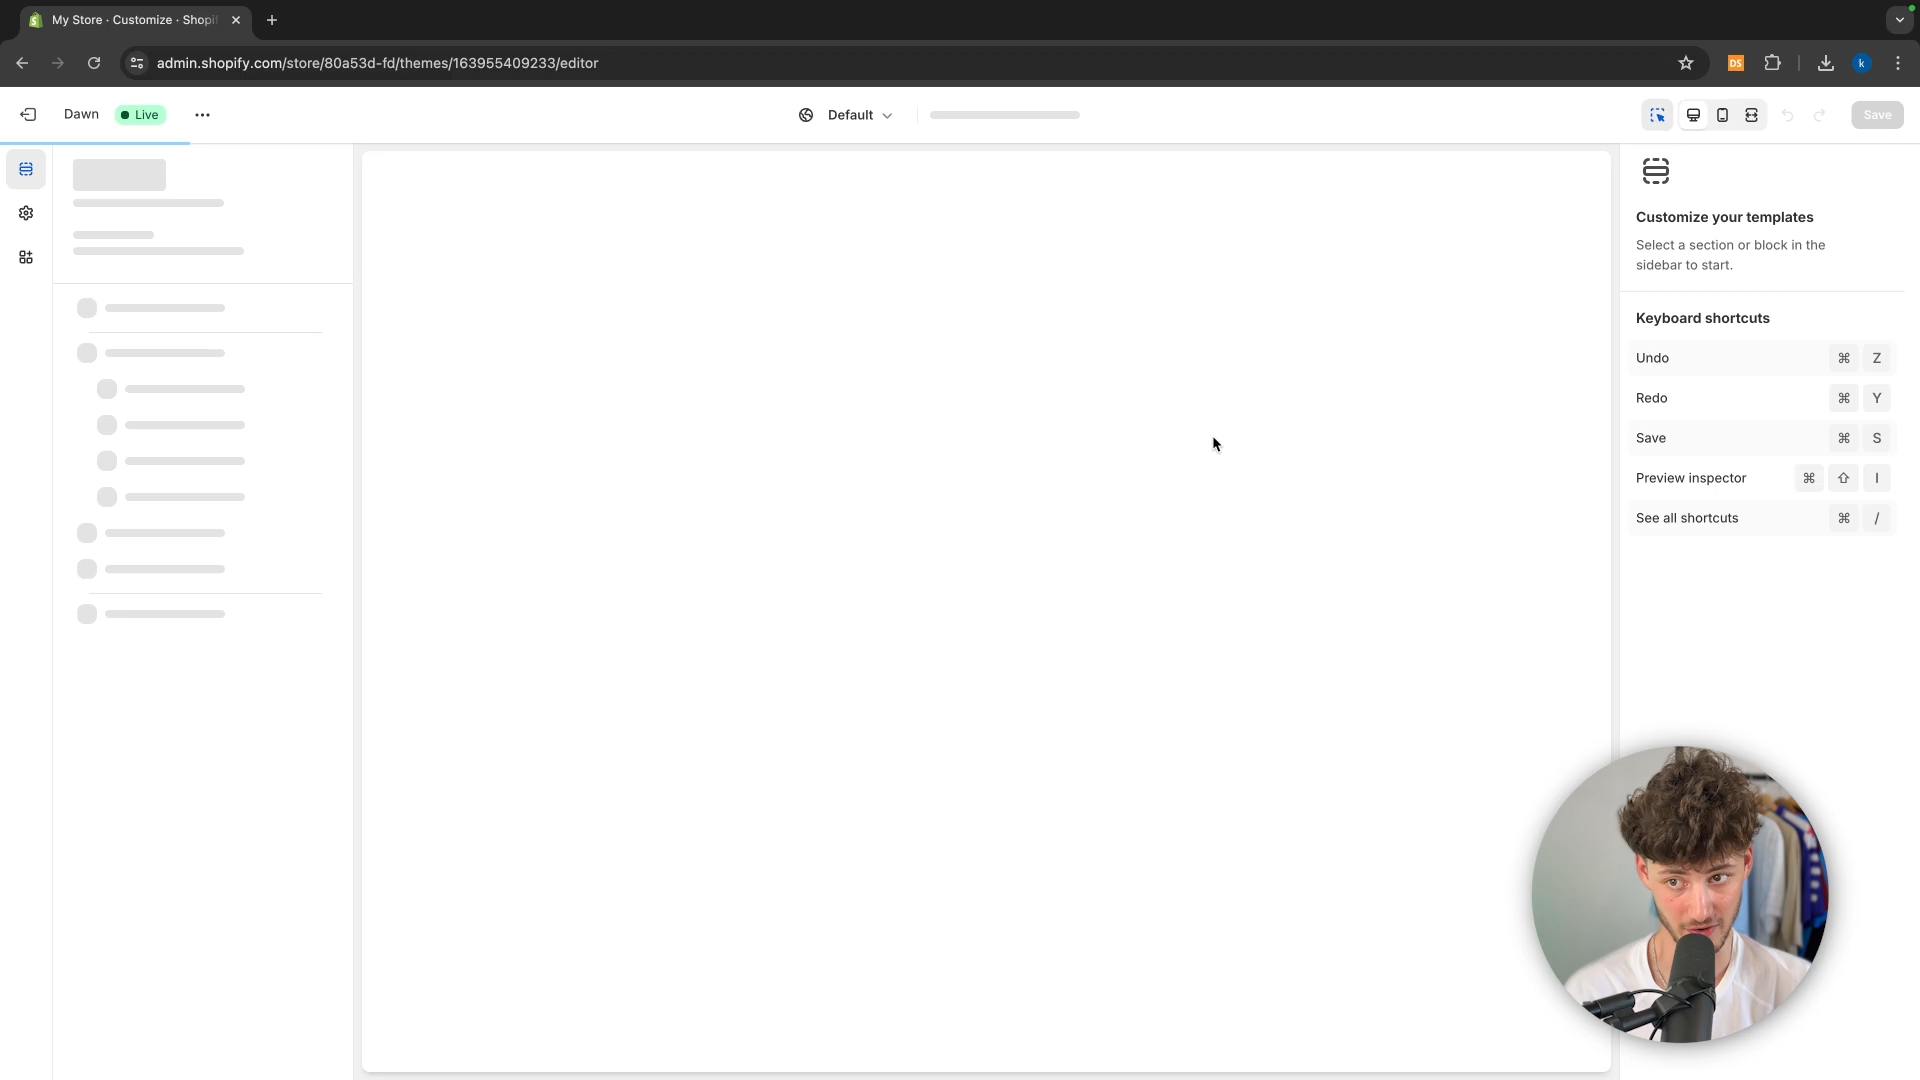 My Store · Customize · Shopi
admin.shopify.com/store/80a53d-fd/themes/163955409233/editor
DS
k
Dawn
Live
Default
Save
Customize your templates
Select a section or block in the
sidebar to start.
Keyboard shortcuts
Undo ⌘ Z
Redo ⌘ Y
Save ⌘ S
Preview inspector ⌘ ⇧ I
See all shortcuts ⌘ /